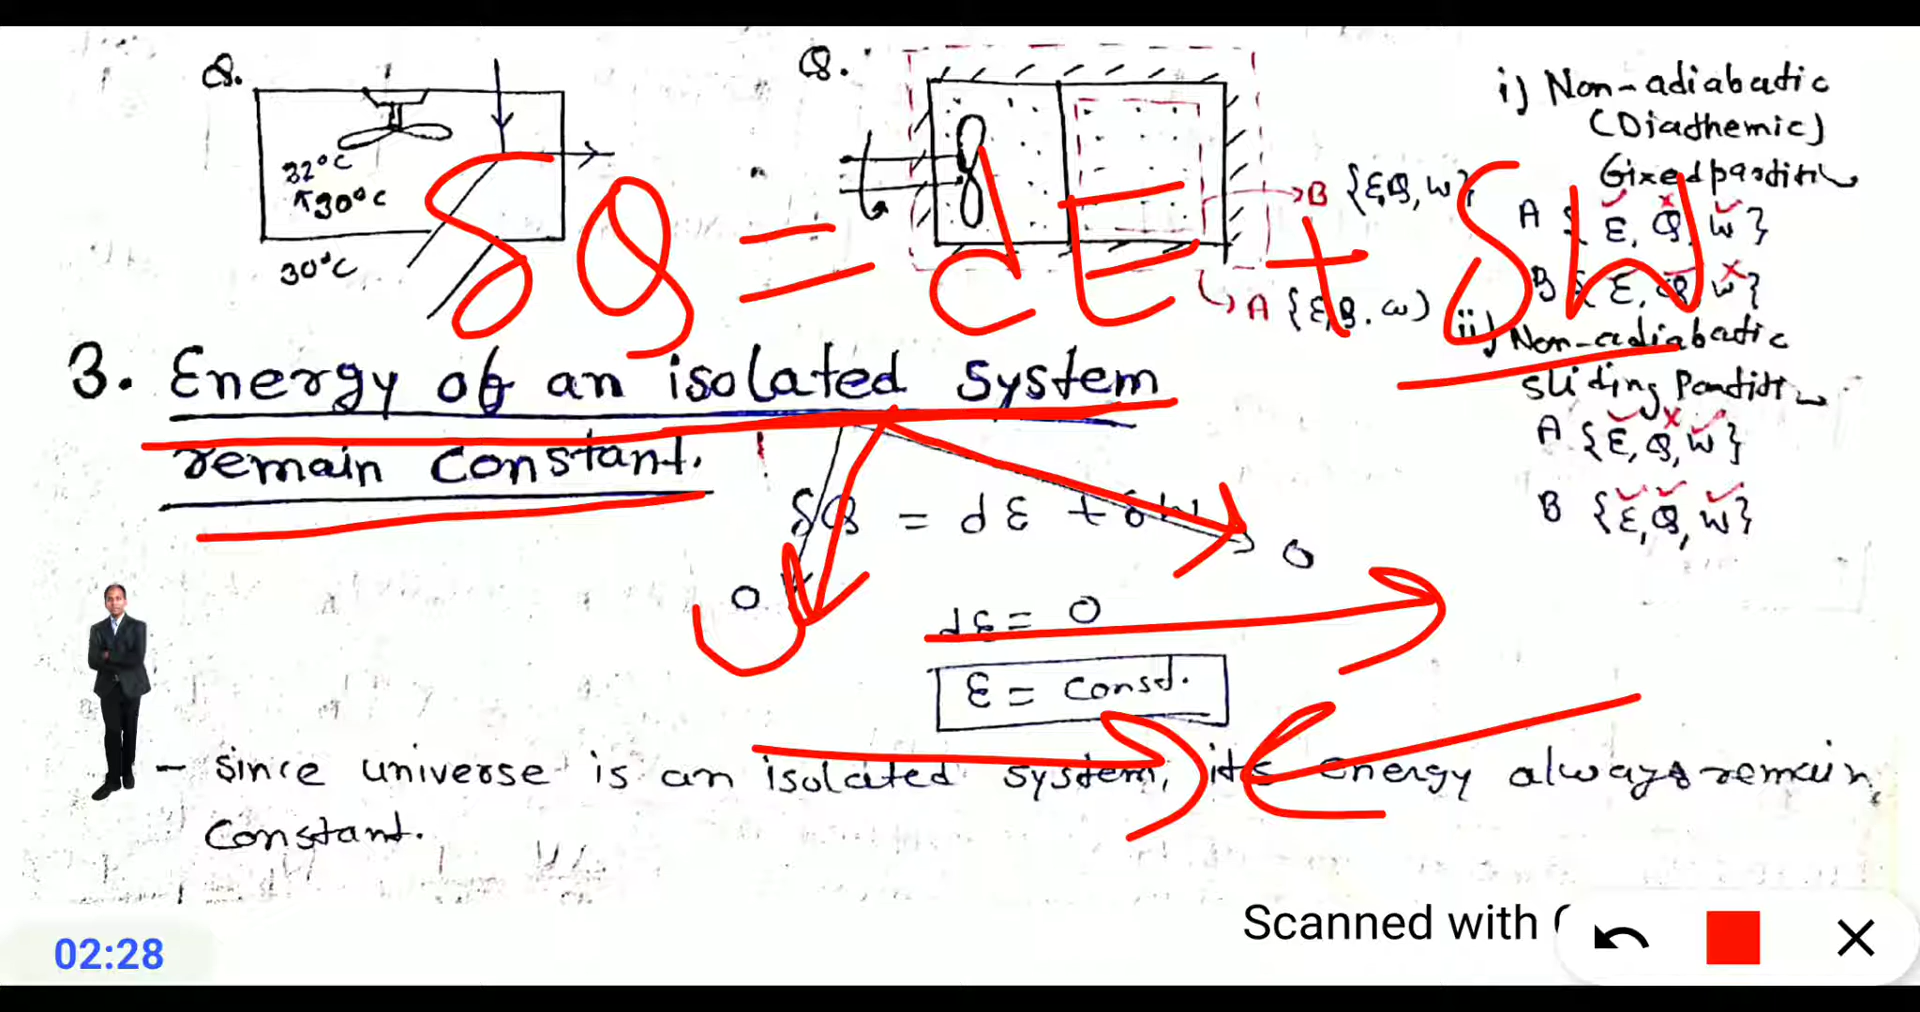 Q.
32°C
↑30°C
30°C
Q.
B {E,Q,W}
A {E,Q.W}
i) Non-adiabatic
(Diathemic)
Gixed partition
A { E, Q, W }
B { E, Q, W }
ii) Non-adiabatic
Sliding Partition
A {E,Q,W}
B {E,Q,W}
δQ = dE + δW
3. Energy of an isolated system
remain constant.
δQ = dE + δW
0
0
dE = 0
E = Const.
- Since universe is an isolated system, its energy always remain
Constant.
Scanned with
02:28